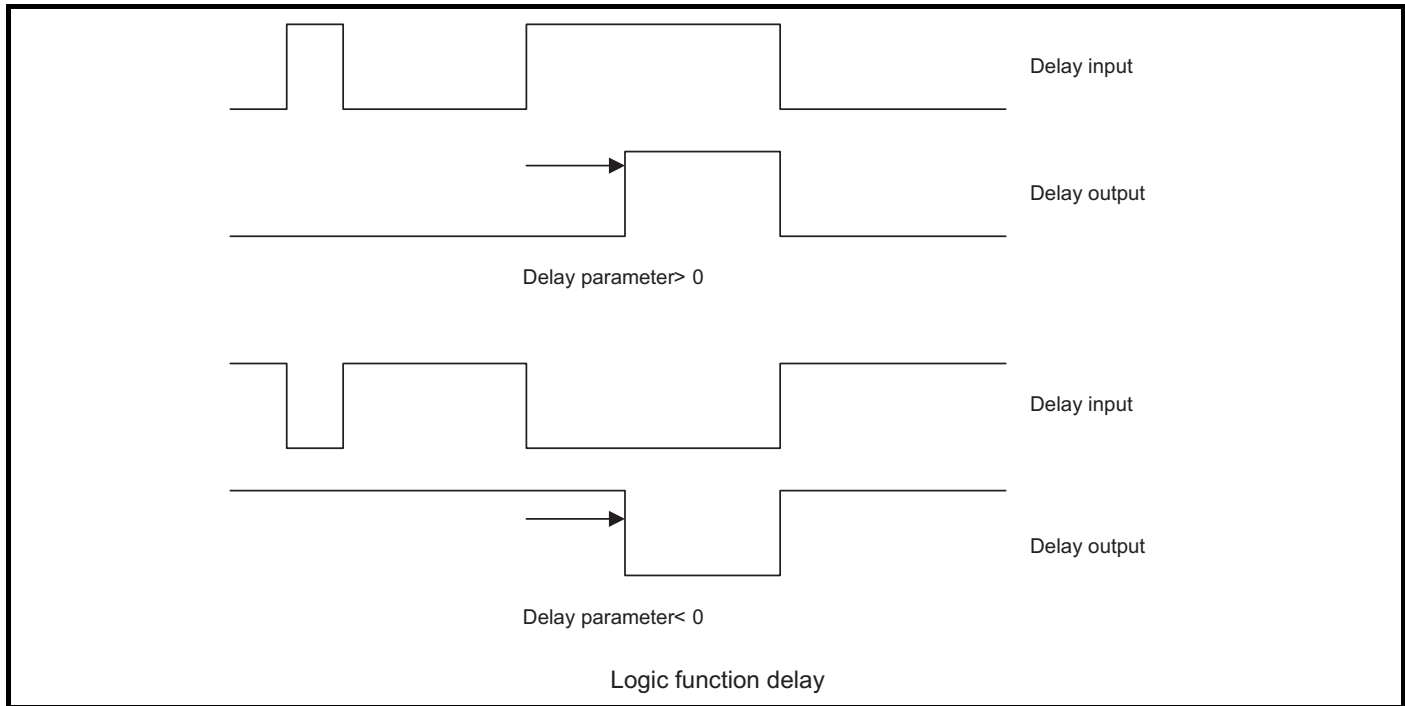 Delay input
Delay output
Delay parameter> 0
Delay input
Delay output
Delay parameter< 0
Logic function delay